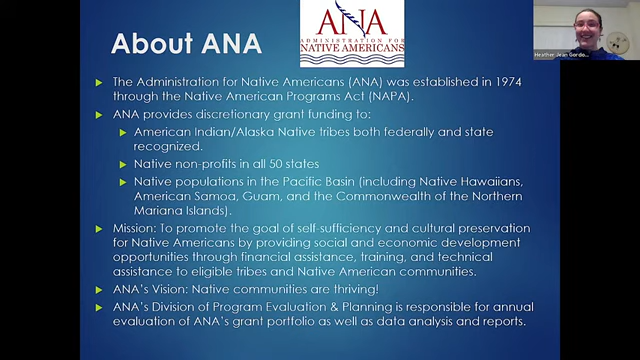 About ANA
ANA
ADMINISTRATION FOR
NATIVE AMERICANS
Heather Jean Gordo...
The Administration for Native Americans (ANA) was established in 1974
through the Native American Programs Act (NAPA).
ANA provides discretionary grant funding to:
American Indian/Alaska Native tribes both federally and state
recognized.
Native non-profits in all 50 states
Native populations in the Pacific Basin (including Native Hawaiians,
American Samoa, Guam, and the Commonwealth of the Northern
Mariana Islands).
Mission: To promote the goal of self-sufficiency and cultural preservation
for Native Americans by providing social and economic development
opportunities through financial assistance, training, and technical
assistance to eligible tribes and Native American communities.
ANA's Vision: Native communities are thriving!
ANA's Division of Program Evaluation & Planning is responsible for annual
evaluation of ANA's grant portfolio as well as data analysis and reports.